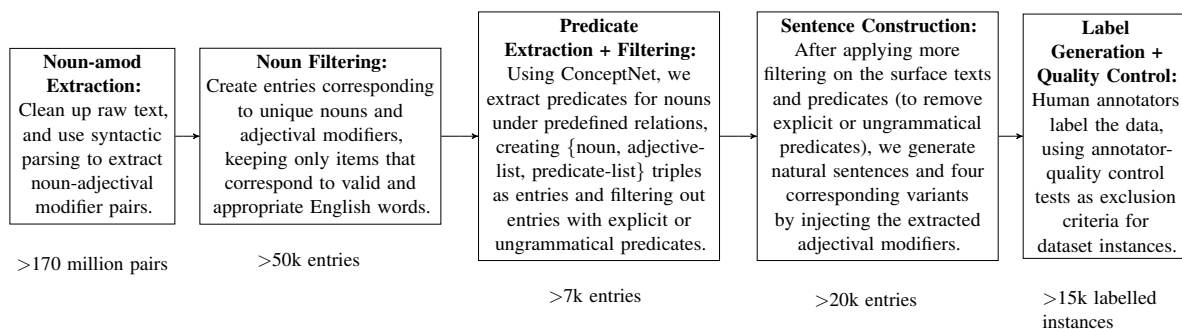 Noun-amod
Extraction:
Clean up raw text,
and use syntactic
parsing to extract
noun-adjectival
modifier pairs.
>170 million pairs
Noun Filtering:
Create entries corresponding
to unique nouns and
adjectival modifiers,
keeping only items that
correspond to valid and
appropriate English words.
>50k entries
Predicate
Extraction + Filtering:
Using ConceptNet, we
extract predicates for nouns
under predefined relations,
creating {noun, adjective-
list, predicate-list} triples
as entries and filtering out
entries with explicit or
ungrammatical predicates.
>7k entries
Sentence Construction:
After applying more
filtering on the surface texts
and predicates (to remove
explicit or ungrammatical
predicates), we generate
natural sentences and four
corresponding variants
by injecting the extracted
adjectival modifiers.
>20k entries
Label
Generation +
Quality Control:
Human annotators
label the data,
using annotator-
quality control
tests as exclusion
criteria for
dataset instances.
>15k labelled
instances